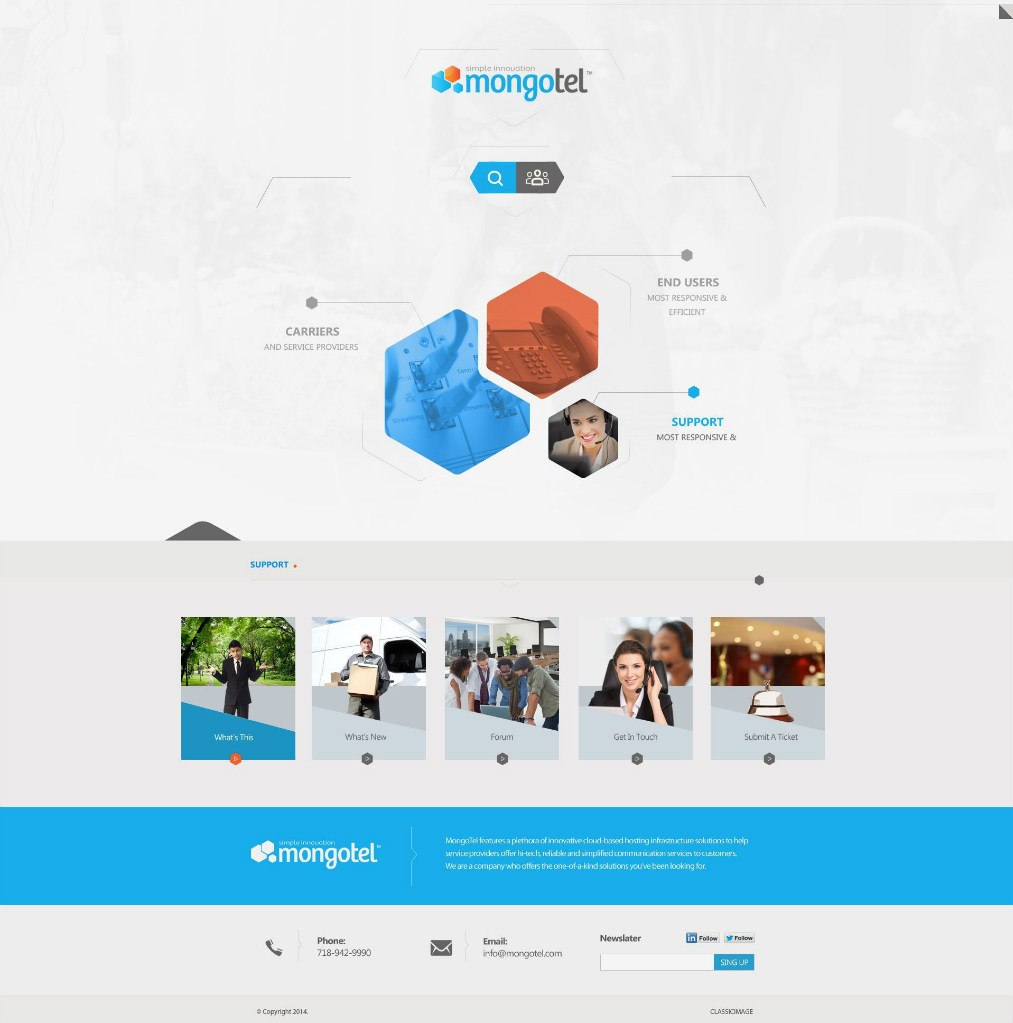 simple innovation
mongotel™
END USERS
MOST RESPONSIVE &
EFFICIENT
CARRIERS
AND SERVICE PROVIDERS
SUPPORT
MOST RESPONSIVE &
SUPPORT
What's This
What's New
Forum
Get In Touch
Submit A Ticket
simple innovation
mongotel™
MongoTel features a plethora of innovative cloud-based hosting infrastructure solutions to help
service providers offer hi-tech, reliable and simplified communication services to customers.
We are a company who offers the one-of-a-kind solutions you've been looking for.
Phone:
718-942-9990
Email:
info@mongotel.com
Newslater
in Follow
Follow
SING UP
© Copyright 2014.
CLASSICIMAGE